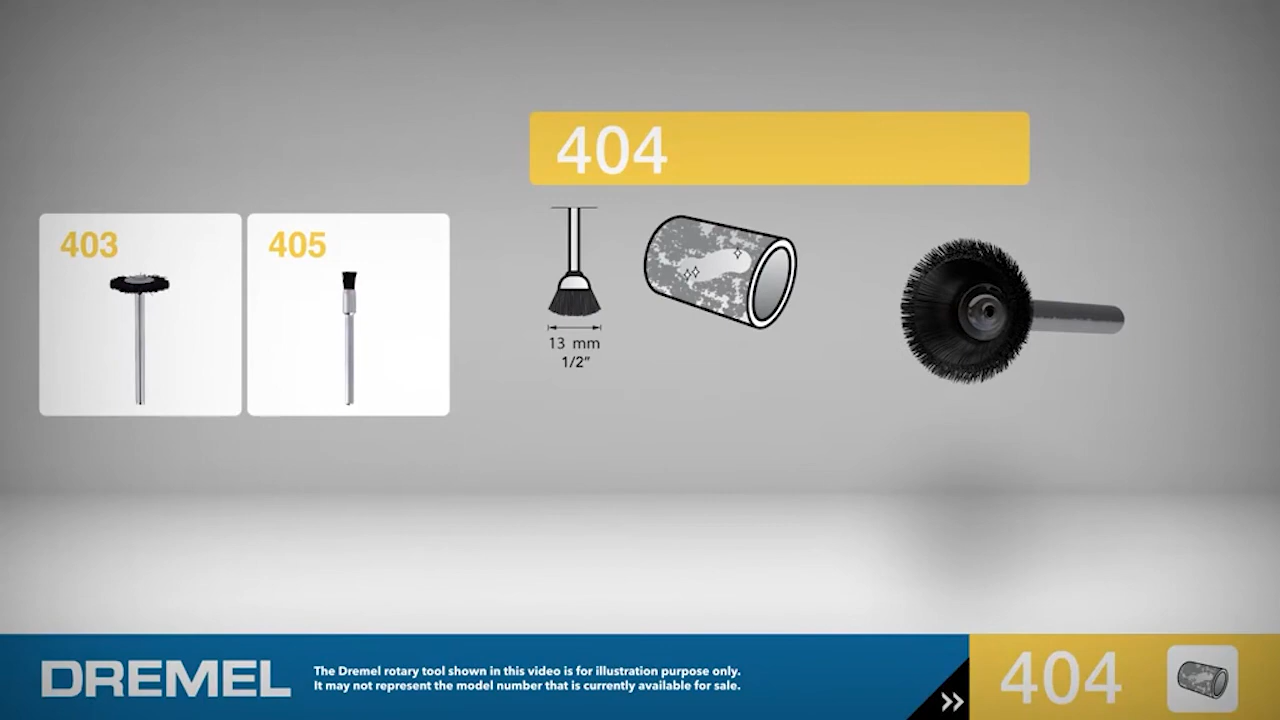 404
403
405
13 mm
1/2”
DREMEL
The Dremel rotary tool shown in this video is for illustration purpose only.
It may not represent the model number that is currently available for sale.
404